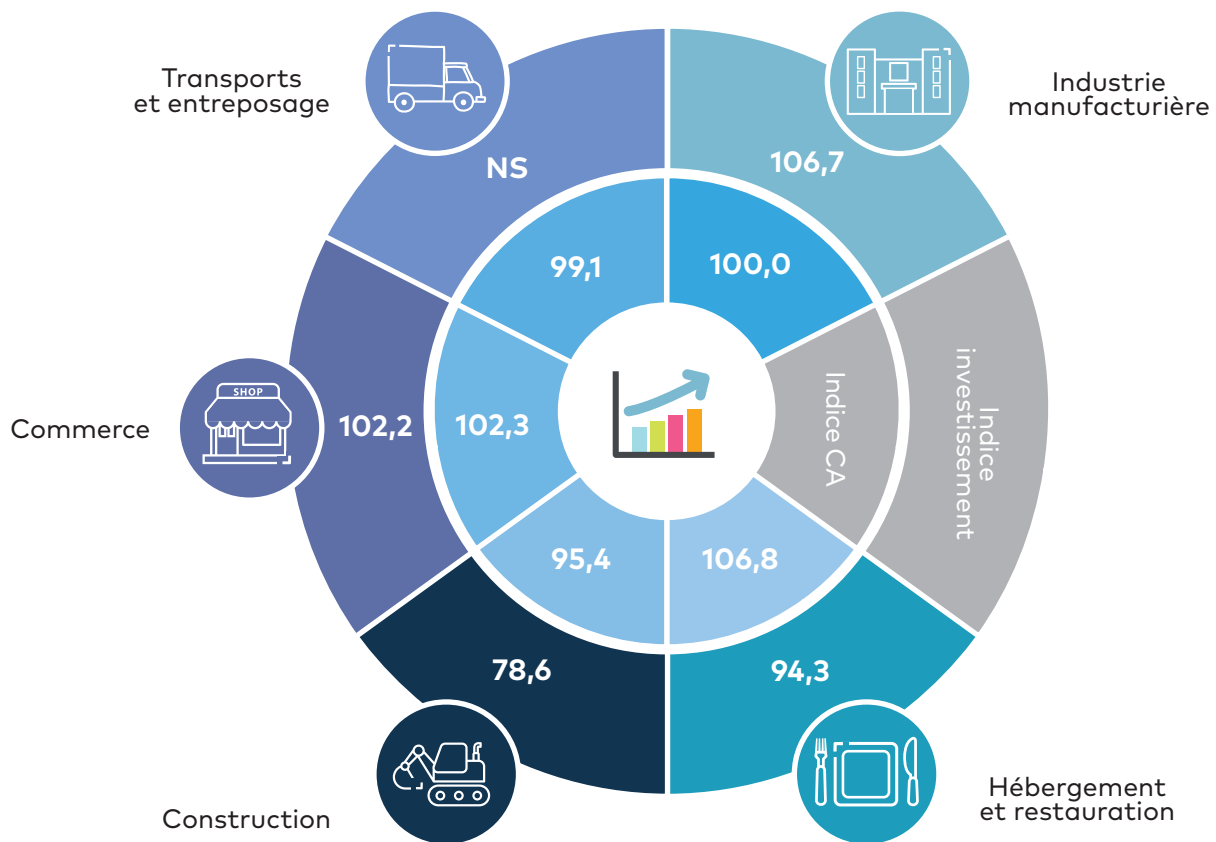 Transports
et entreposage
Industrie
manufacturière
NS
106,7
99,1
100,0
Commerce
SHOP
102,2
102,3
Indice CA
Indice
investissement
95,4
106,8
78,6
94,3
Construction
Hébergement
et restauration